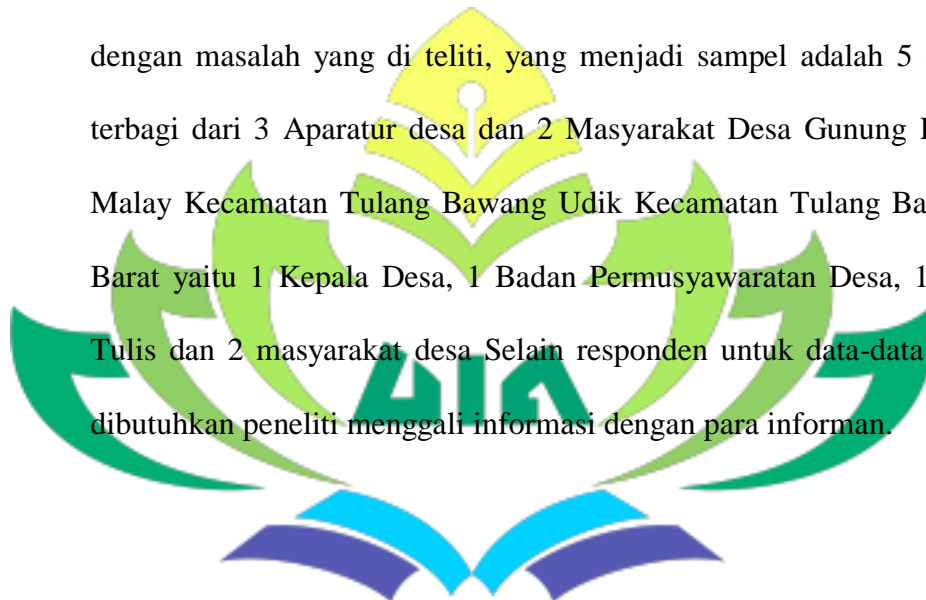 dengan masalah yang di teliti, yang menjadi sampel adalah 5
terbagi dari 3 Aparatur desa dan 2 Masyarakat Desa Gunung
Malay Kecamatan Tulang Bawang Udik Kecamatan Tulang Ba
Barat yaitu 1 Kepala Desa, 1 Badan Permusyawaratan Desa, 1
Tulis dan 2 masyarakat desa Selain responden untuk data-data
dibutuhkan peneliti menggali informasi dengan para informan.